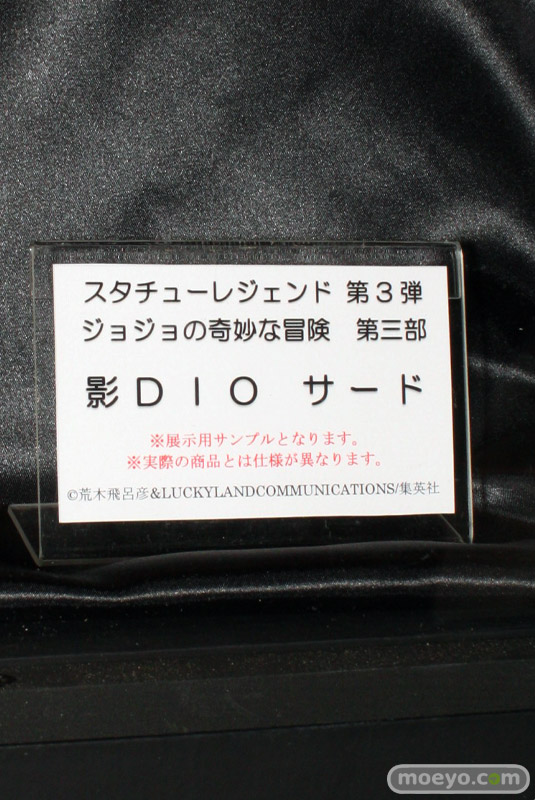 スタチューレジェンド 第3弾
ジョジョの奇妙な冒険　第三部
影DIO　サード
※展示用サンプルとなります。
※実際の商品とは仕様が異なります。
©荒木飛呂彦&LUCKYLANDCOMMUNICATIONS/集英社
moeyo.com